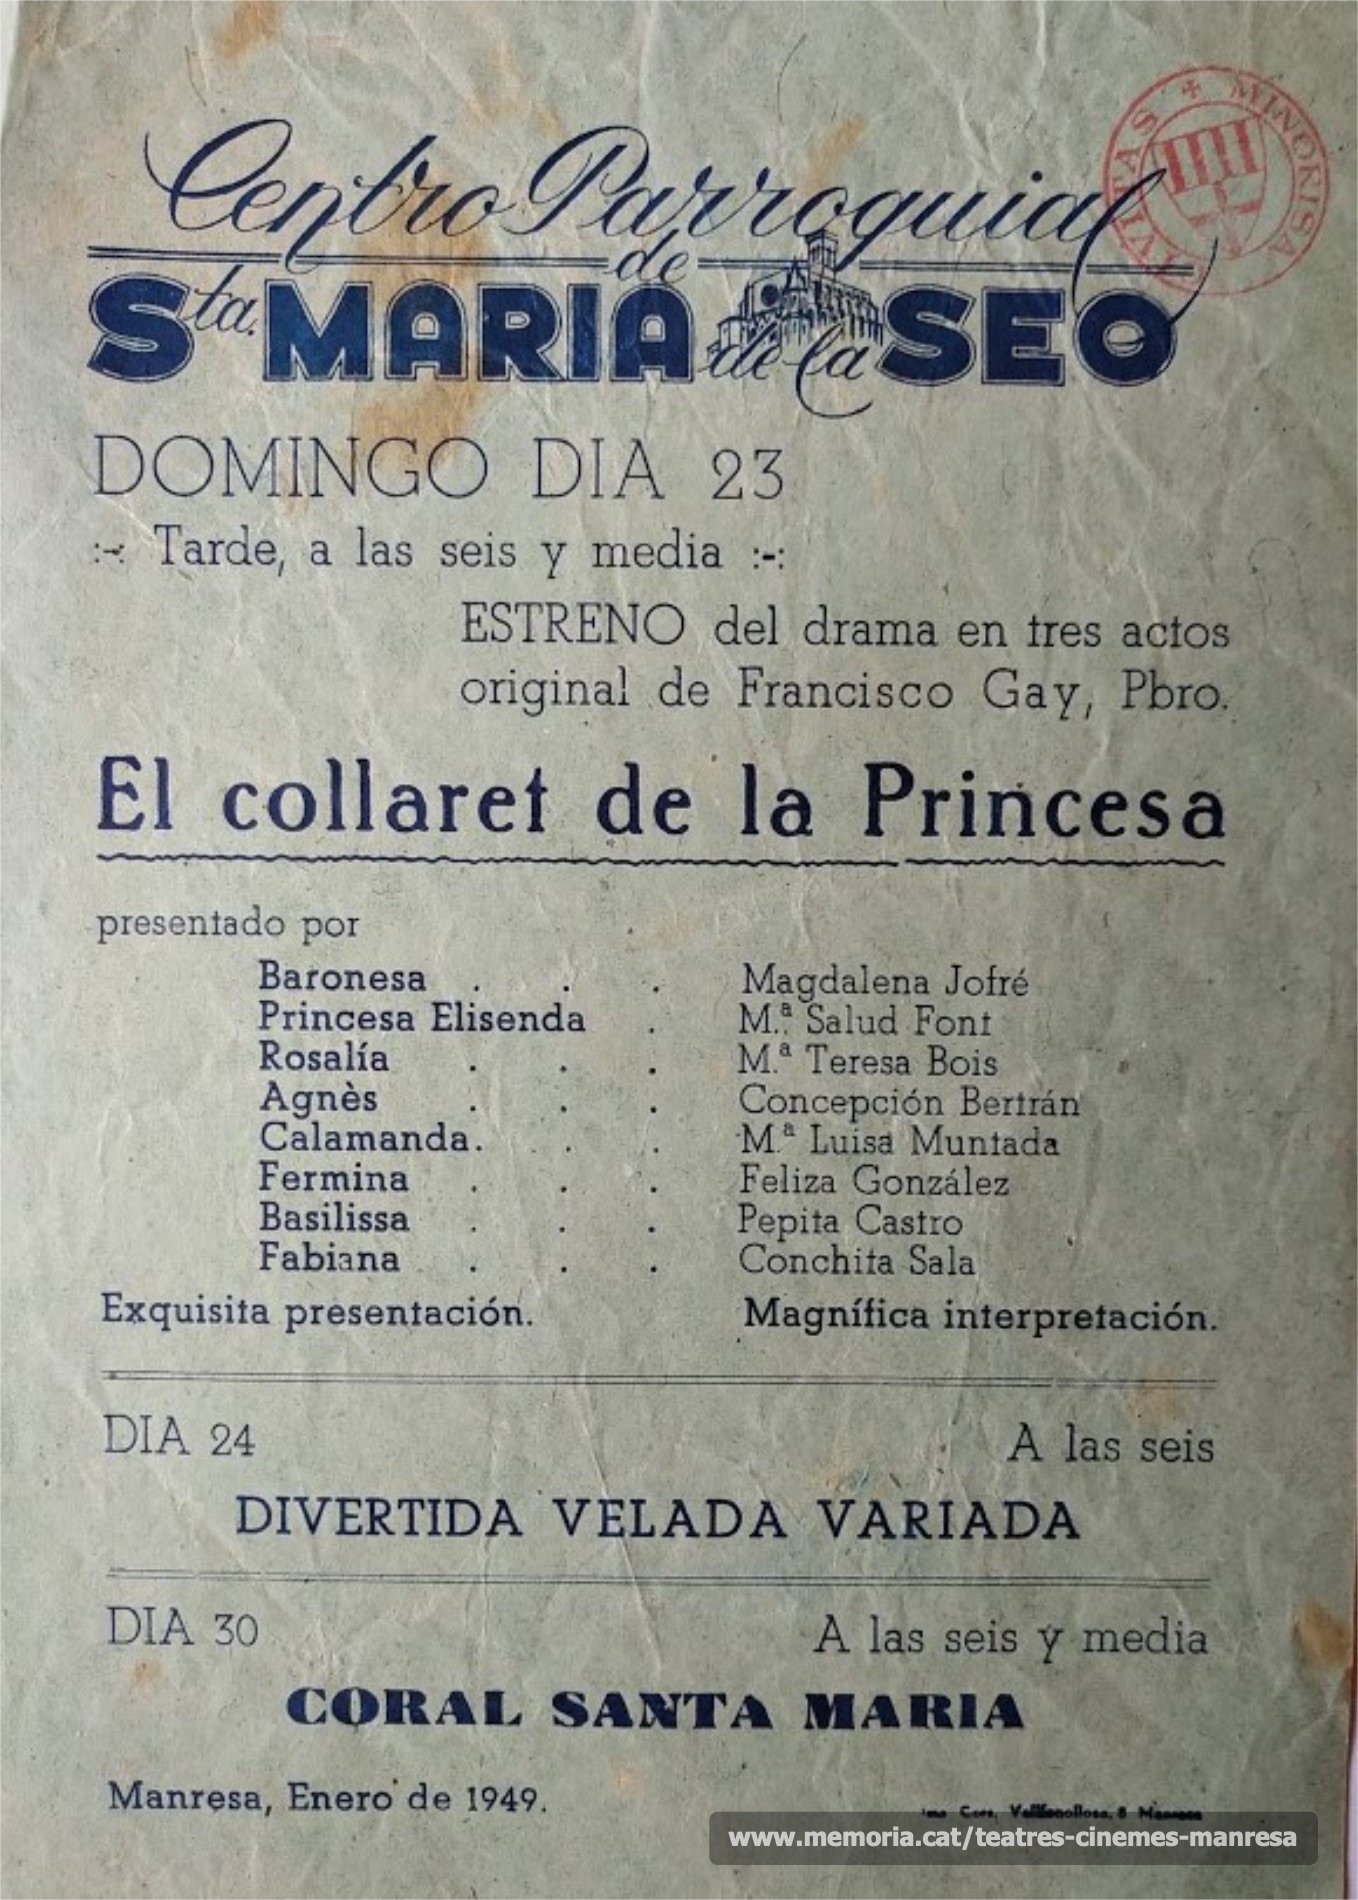 Centro Parroquial
de
Sta. MARIA de la SEO
CIVITAS + MINORISA
DOMINGO DIA 23
:-: Tarde, a las seis y media :-:
ESTRENO del drama en tres actos
original de Francisco Gay, Pbro.
El collaret de la Princesa
presentado por
Baronesa . . . Magdalena Jofré
Princesa Elisenda . M.ª Salud Font
Rosalía . . . M.ª Teresa Bois
Agnès . . . Concepción Bertrán
Calamanda. . . M.ª Luisa Muntada
Fermina . . . Feliza González
Basilissa . . . Pepita Castro
Fabiana . . . Conchita Sala
Exquisita presentación. Magnífica interpretación.
DIA 24 A las seis
DIVERTIDA VELADA VARIADA
DIA 30 A las seis y media
CORAL SANTA MARIA
Manresa, Enero de 1949.
8 Manresa
www.memoria.cat/teatres-cinemes-manresa